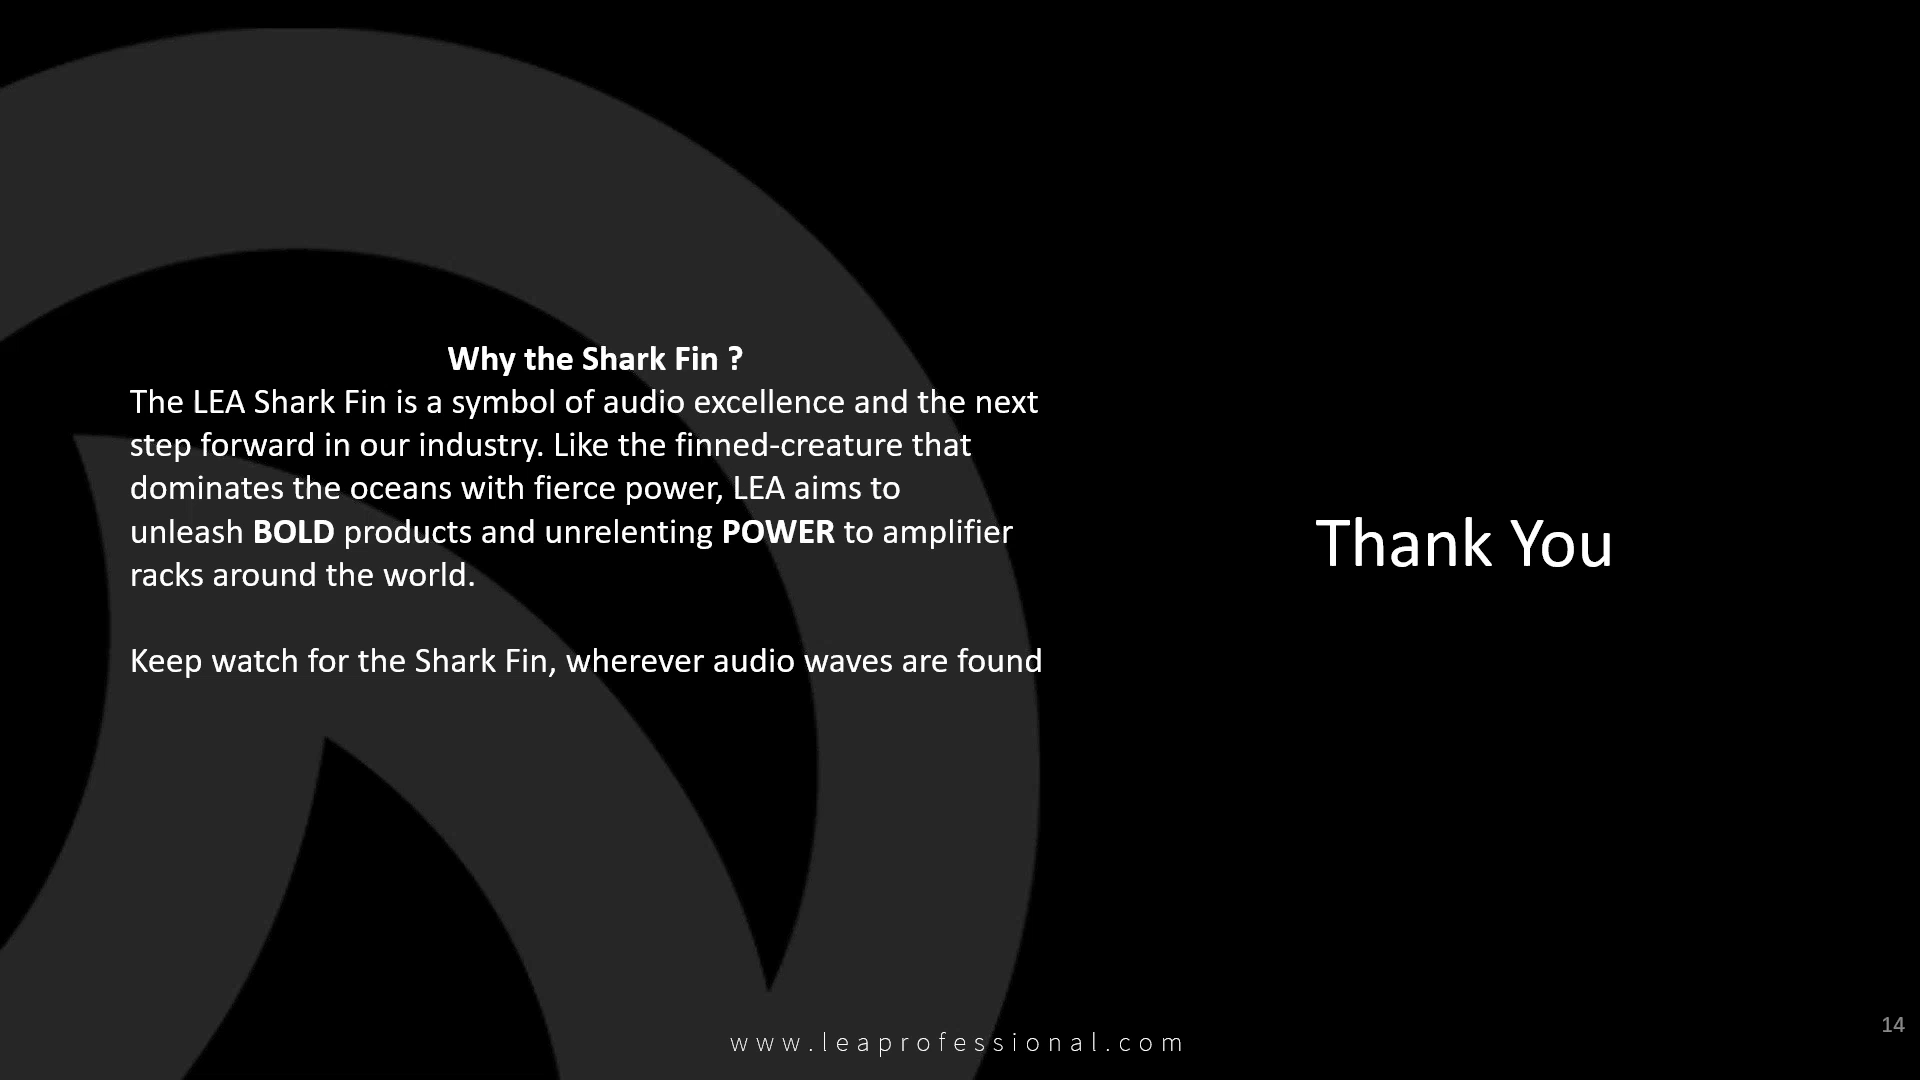 Why the Shark Fin ?
The LEA Shark Fin is a symbol of audio excellence and the next
step forward in our industry. Like the finned-creature that
dominates the oceans with fierce power, LEA aims to
unleash BOLD products and unrelenting POWER to amplifier
racks around the world.
Keep watch for the Shark Fin, wherever audio waves are found
Thank You
www.leaprofessional.com
14